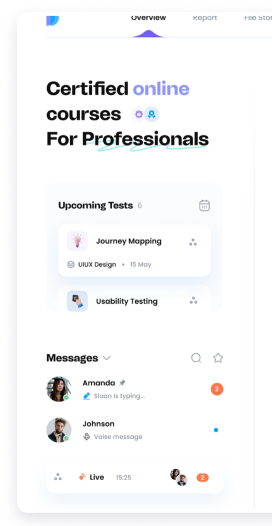 Overview Report File Stor
Certified online
courses
For Professionals
Upcoming Tests 6
Journey Mapping
UIUX Design • 15 May
Usability Testing
Messages
Amanda
Sloan is typing...
2
Johnson
Voise message
Live 15:25 2